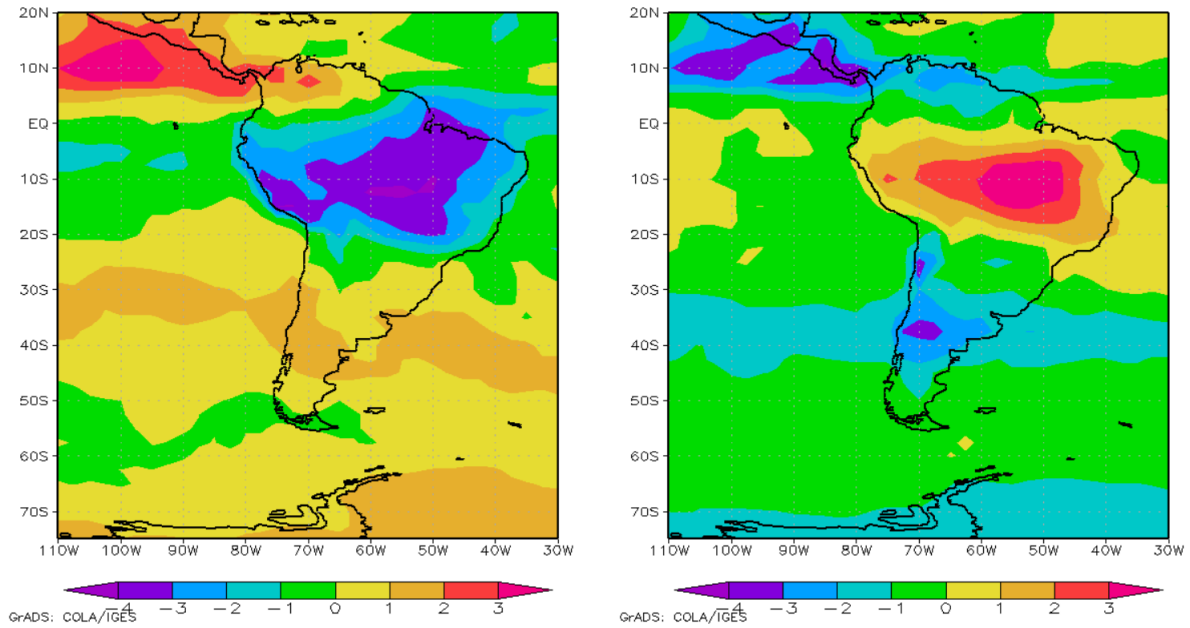 20N
10N
EQ
10S
20S
30S
40S
50S
60S
70S
110W 100W 90W 80W 70W 60W 50W 40W 30W
-4 -3 -2 -1 0 1 2 3
GrADS: COLA/IGES
20N
10N
EQ
10S
20S
30S
40S
50S
60S
70S
110W 100W 90W 80W 70W 60W 50W 40W 30W
-4 -3 -2 -1 0 1 2 3
GrADS: COLA/IGES